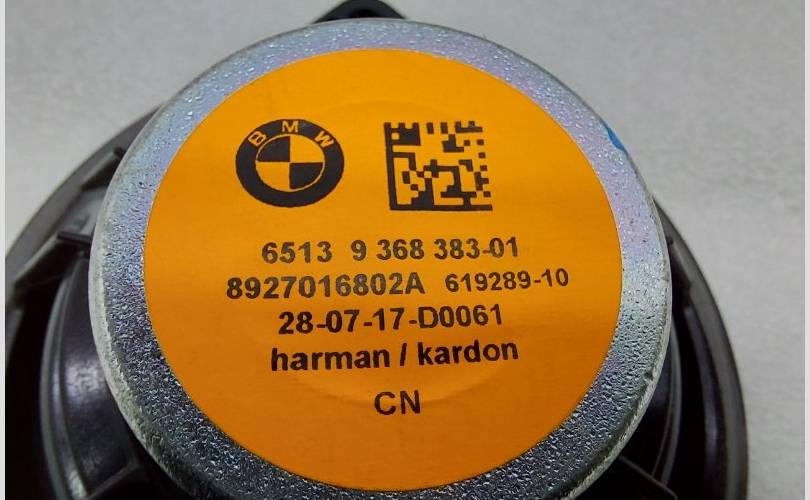 BMW
6513 9 368 383-01
8927016802A 619289-10
28-07-17-D0061
harman / kardon
CN